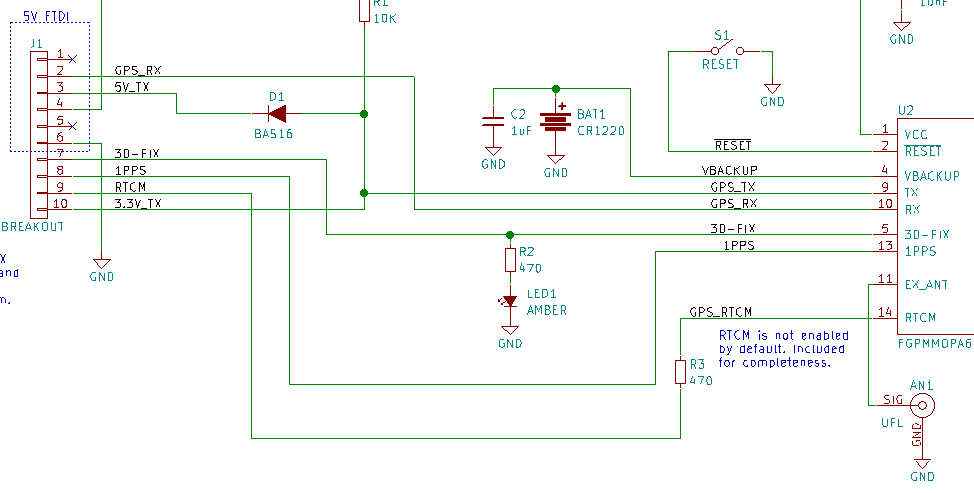 5V FTDI
J1
1
2
3
4
5
6
7
8
9
10
BREAKOUT
GPS_RX
5V_TX
3D-FIX
1PPS
RTCM
3.3V_TX
GND
X
and
m.
R1
10K
D1
BAS16
C2
1uF
GND
BAT1
CR1220
GND
S1
RESET
GND
10nF
GND
R2
470
LED1
AMBER
GND
RESET
VBACKUP
GPS_TX
GPS_RX
3D-FIX
1PPS
GPS_RTCM
RTCM is not enabled
by default. Included
for completeness.
R3
470
U2
1 VCC
2 RESET
4 VBACKUP
9 TX
10 RX
5 3D-FIX
13 1PPS
11 EX_ANT
14 RTCM
FGPMMOPA6
AN1
SIG
UFL
GND
GND